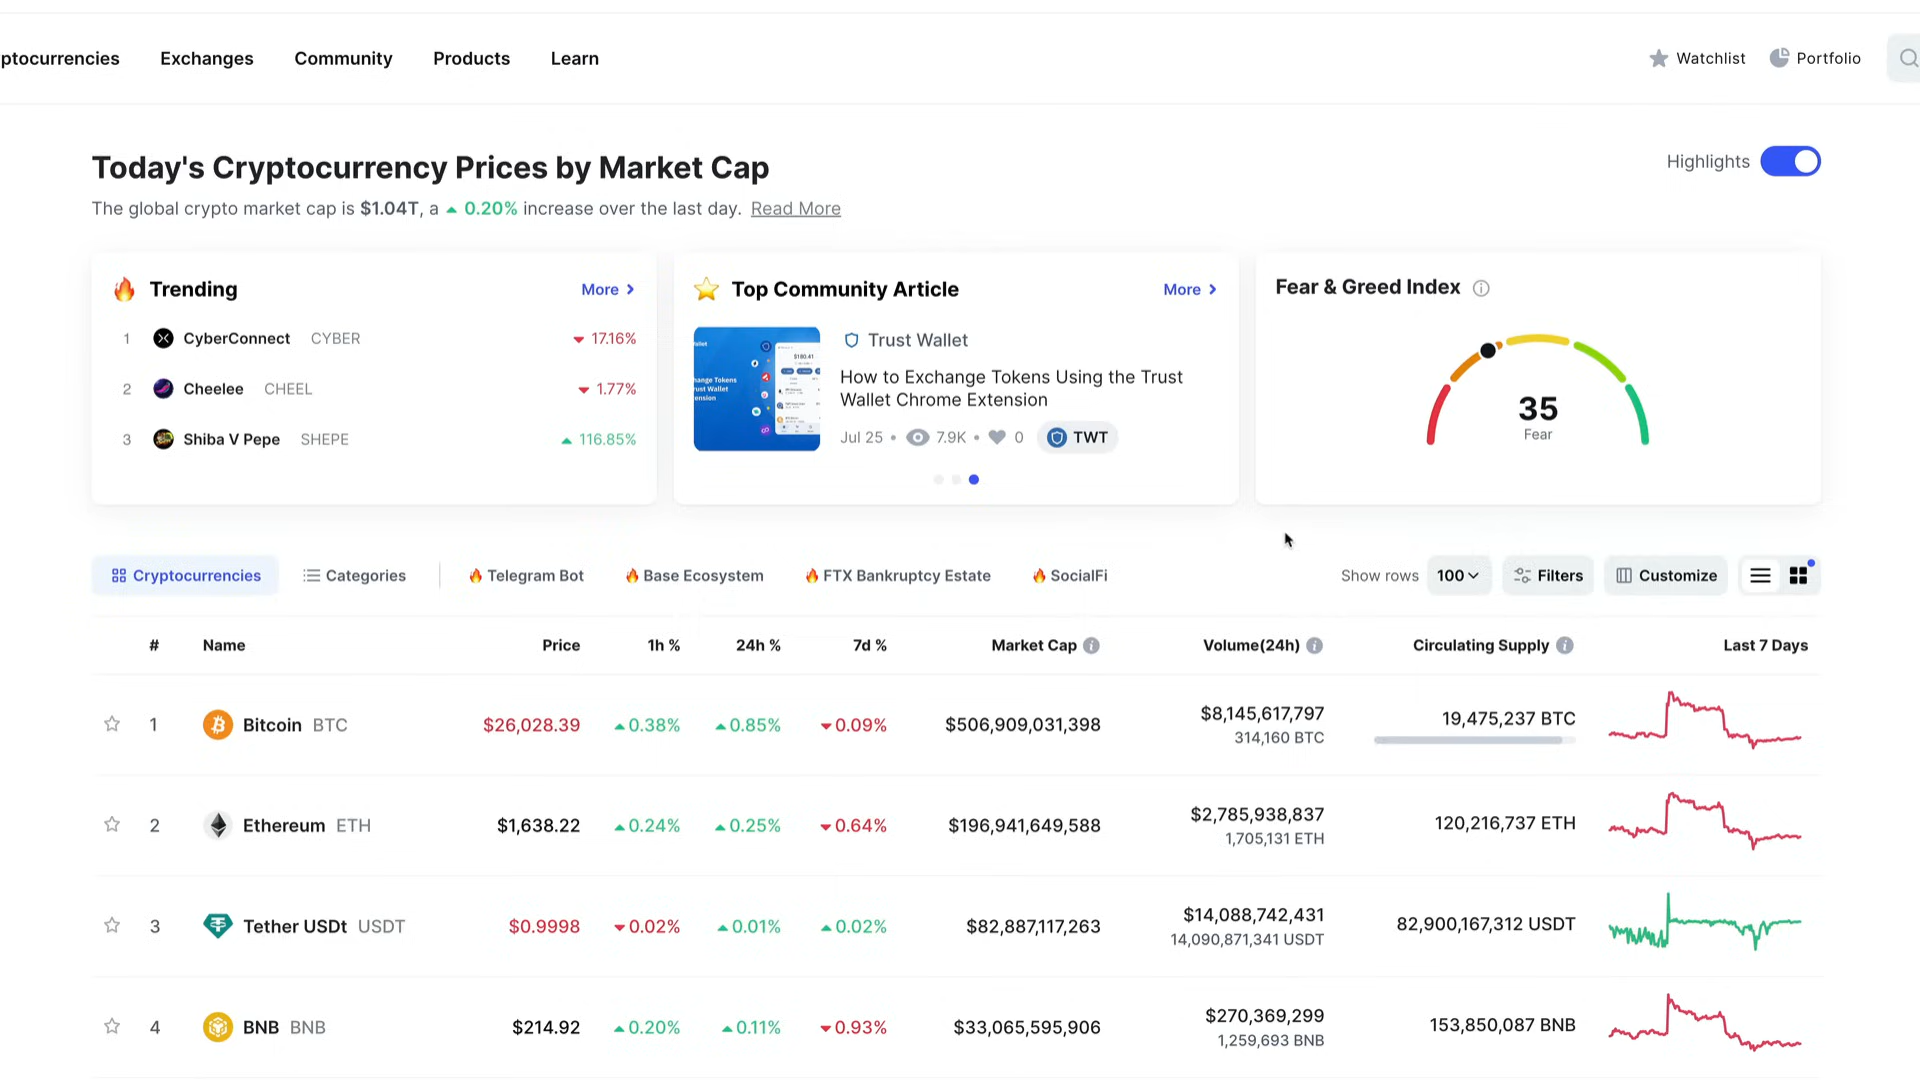 ptocurrencies Exchanges Community Products Learn Watchlist Portfolio
Today's Cryptocurrency Prices by Market Cap
Highlights
The global crypto market cap is $1.04T, a 0.20% increase over the last day. Read More
Trending More
1 CyberConnect CYBER 17.16%
2 Cheelee CHEEL 1.77%
3 Shiba V Pepe SHEPE 116.85%
Top Community Article More
Trust Wallet
How to Exchange Tokens Using the Trust
Wallet Chrome Extension
Jul 25 • 7.9K • 0 TWT
Fear & Greed Index
35
Fear
Cryptocurrencies Categories Telegram Bot Base Ecosystem FTX Bankruptcy Estate SocialFi Show rows 100 Filters Customize
# Name Price 1h % 24h % 7d % Market Cap Volume(24h) Circulating Supply Last 7 Days
1 Bitcoin BTC $26,028.39 0.38% 0.85% 0.09% $506,909,031,398 $8,145,617,797 19,475,237 BTC
314,160 BTC
2 Ethereum ETH $1,638.22 0.24% 0.25% 0.64% $196,941,649,588 $2,785,938,837 120,216,737 ETH
1,705,131 ETH
3 Tether USDt USDT $0.9998 0.02% 0.01% 0.02% $82,887,117,263 $14,088,742,431 82,900,167,312 USDT
14,090,871,341 USDT
4 BNB BNB $214.92 0.20% 0.11% 0.93% $33,065,595,906 $270,369,299 153,850,087 BNB
1,259,693 BNB